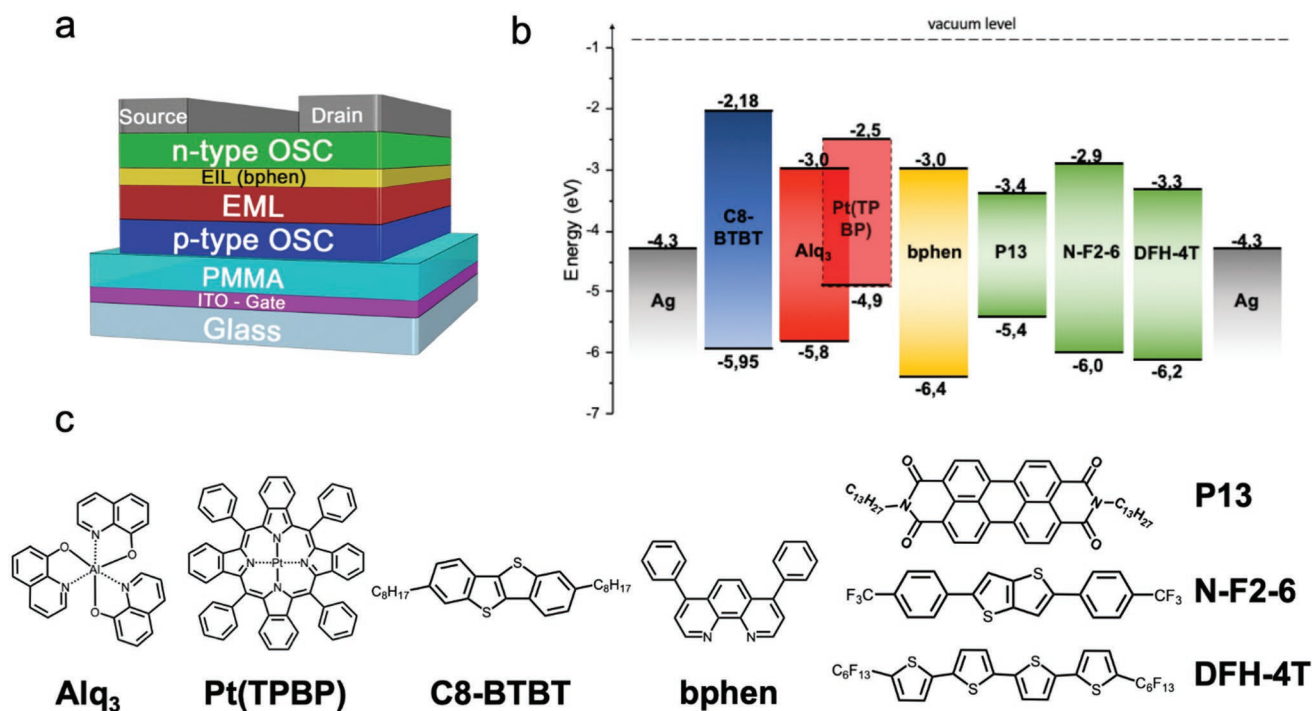 a
Source
Drain
n-type OSC
EIL (bphen)
EML
p-type OSC
PMMA
ITO - Gate
Glass
b
vacuum level
Energy (eV)
-1
-2
-3
-4
-5
-6
-7
-4,3
Ag
-2,18
C8-
BTBT
-5,95
-3,0
Alq3
-5,8
-2,5
Pt(TP
BP)
-4,9
-3,0
bphen
-6,4
-3,4
P13
-5,4
-2,9
N-F2-6
-6,0
-3,3
DFH-4T
-6,2
-4,3
Ag
c
N
O
Al
O
N
N
O
Alq3
N
N
Pt
N
N
Pt(TPBP)
C8H17
S
S
C8H17
C8-BTBT
N
N
bphen
O
O
C13H27
N
N
C13H27
O
O
P13
F3C
S
S
CF3
N-F2-6
C6F13
S
S
S
S
C6F13
DFH-4T